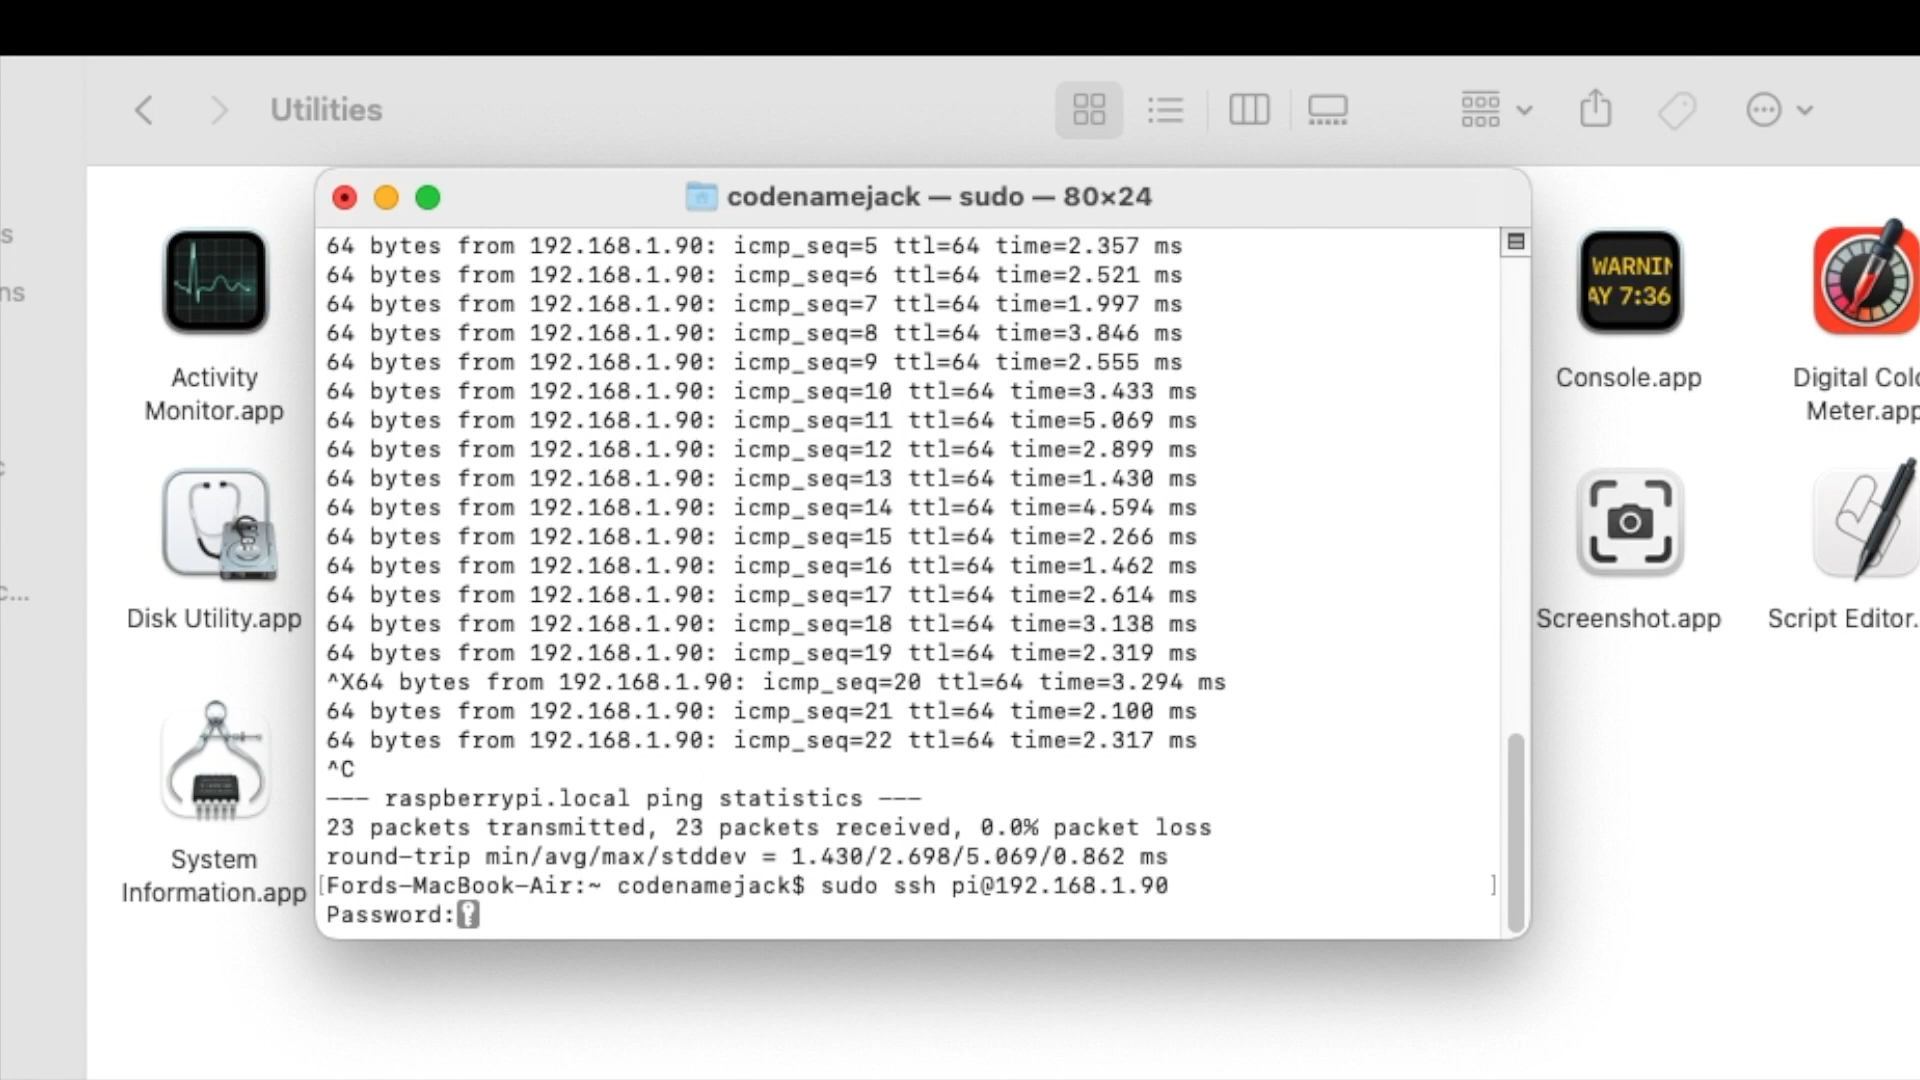 Utilities
codenamejack — sudo — 80×24
64 bytes from 192.168.1.90: icmp_seq=5 ttl=64 time=2.357 ms
64 bytes from 192.168.1.90: icmp_seq=6 ttl=64 time=2.521 ms
64 bytes from 192.168.1.90: icmp_seq=7 ttl=64 time=1.997 ms
64 bytes from 192.168.1.90: icmp_seq=8 ttl=64 time=3.846 ms
64 bytes from 192.168.1.90: icmp_seq=9 ttl=64 time=2.555 ms
64 bytes from 192.168.1.90: icmp_seq=10 ttl=64 time=3.433 ms
64 bytes from 192.168.1.90: icmp_seq=11 ttl=64 time=5.069 ms
64 bytes from 192.168.1.90: icmp_seq=12 ttl=64 time=2.899 ms
64 bytes from 192.168.1.90: icmp_seq=13 ttl=64 time=1.430 ms
64 bytes from 192.168.1.90: icmp_seq=14 ttl=64 time=4.594 ms
64 bytes from 192.168.1.90: icmp_seq=15 ttl=64 time=2.266 ms
64 bytes from 192.168.1.90: icmp_seq=16 ttl=64 time=1.462 ms
64 bytes from 192.168.1.90: icmp_seq=17 ttl=64 time=2.614 ms
64 bytes from 192.168.1.90: icmp_seq=18 ttl=64 time=3.138 ms
64 bytes from 192.168.1.90: icmp_seq=19 ttl=64 time=2.319 ms
^X64 bytes from 192.168.1.90: icmp_seq=20 ttl=64 time=3.294 ms
64 bytes from 192.168.1.90: icmp_seq=21 ttl=64 time=2.100 ms
64 bytes from 192.168.1.90: icmp_seq=22 ttl=64 time=2.317 ms
^C
--- raspberrypi.local ping statistics ---
23 packets transmitted, 23 packets received, 0.0% packet loss
round-trip min/avg/max/stddev = 1.430/2.698/5.069/0.862 ms
[Fords-MacBook-Air:~ codenamejack$ sudo ssh pi@192.168.1.90 ]
Password:
Activity
Monitor.app
Disk Utility.app
System
Information.app
WARNIN
AY 7:36
Console.app
Digital Colo
Meter.app
Screenshot.app
Script Editor.